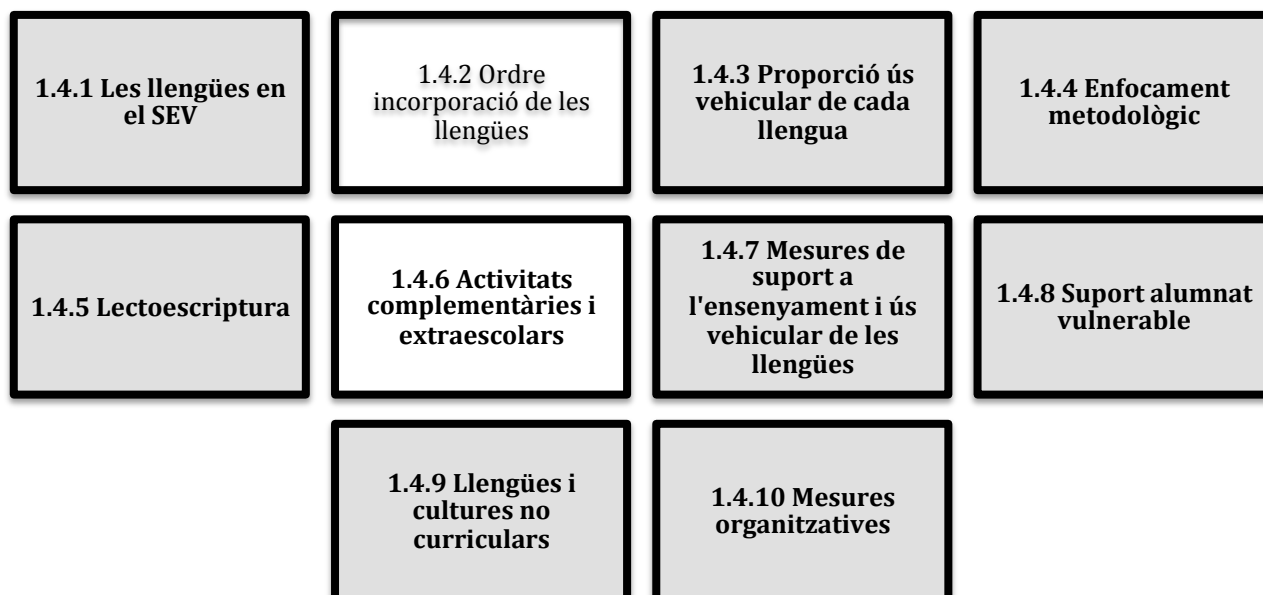 1.4.1 Les llengües en
el SEV
1.4.2 Ordre
incorporació de les
llengües
1.4.3 Proporció ús
vehicular de cada
llengua
1.4.4 Enfocament
metodològic
1.4.5 Lectoescriptura
1.4.6 Activitats
complementàries i
extraescolars
1.4.7 Mesures de
suport a
l'ensenyament i ús
vehicular de les
llengües
1.4.8 Suport alumnat
vulnerable
1.4.9 Llengües i
cultures no
curriculars
1.4.10 Mesures
organitzatives